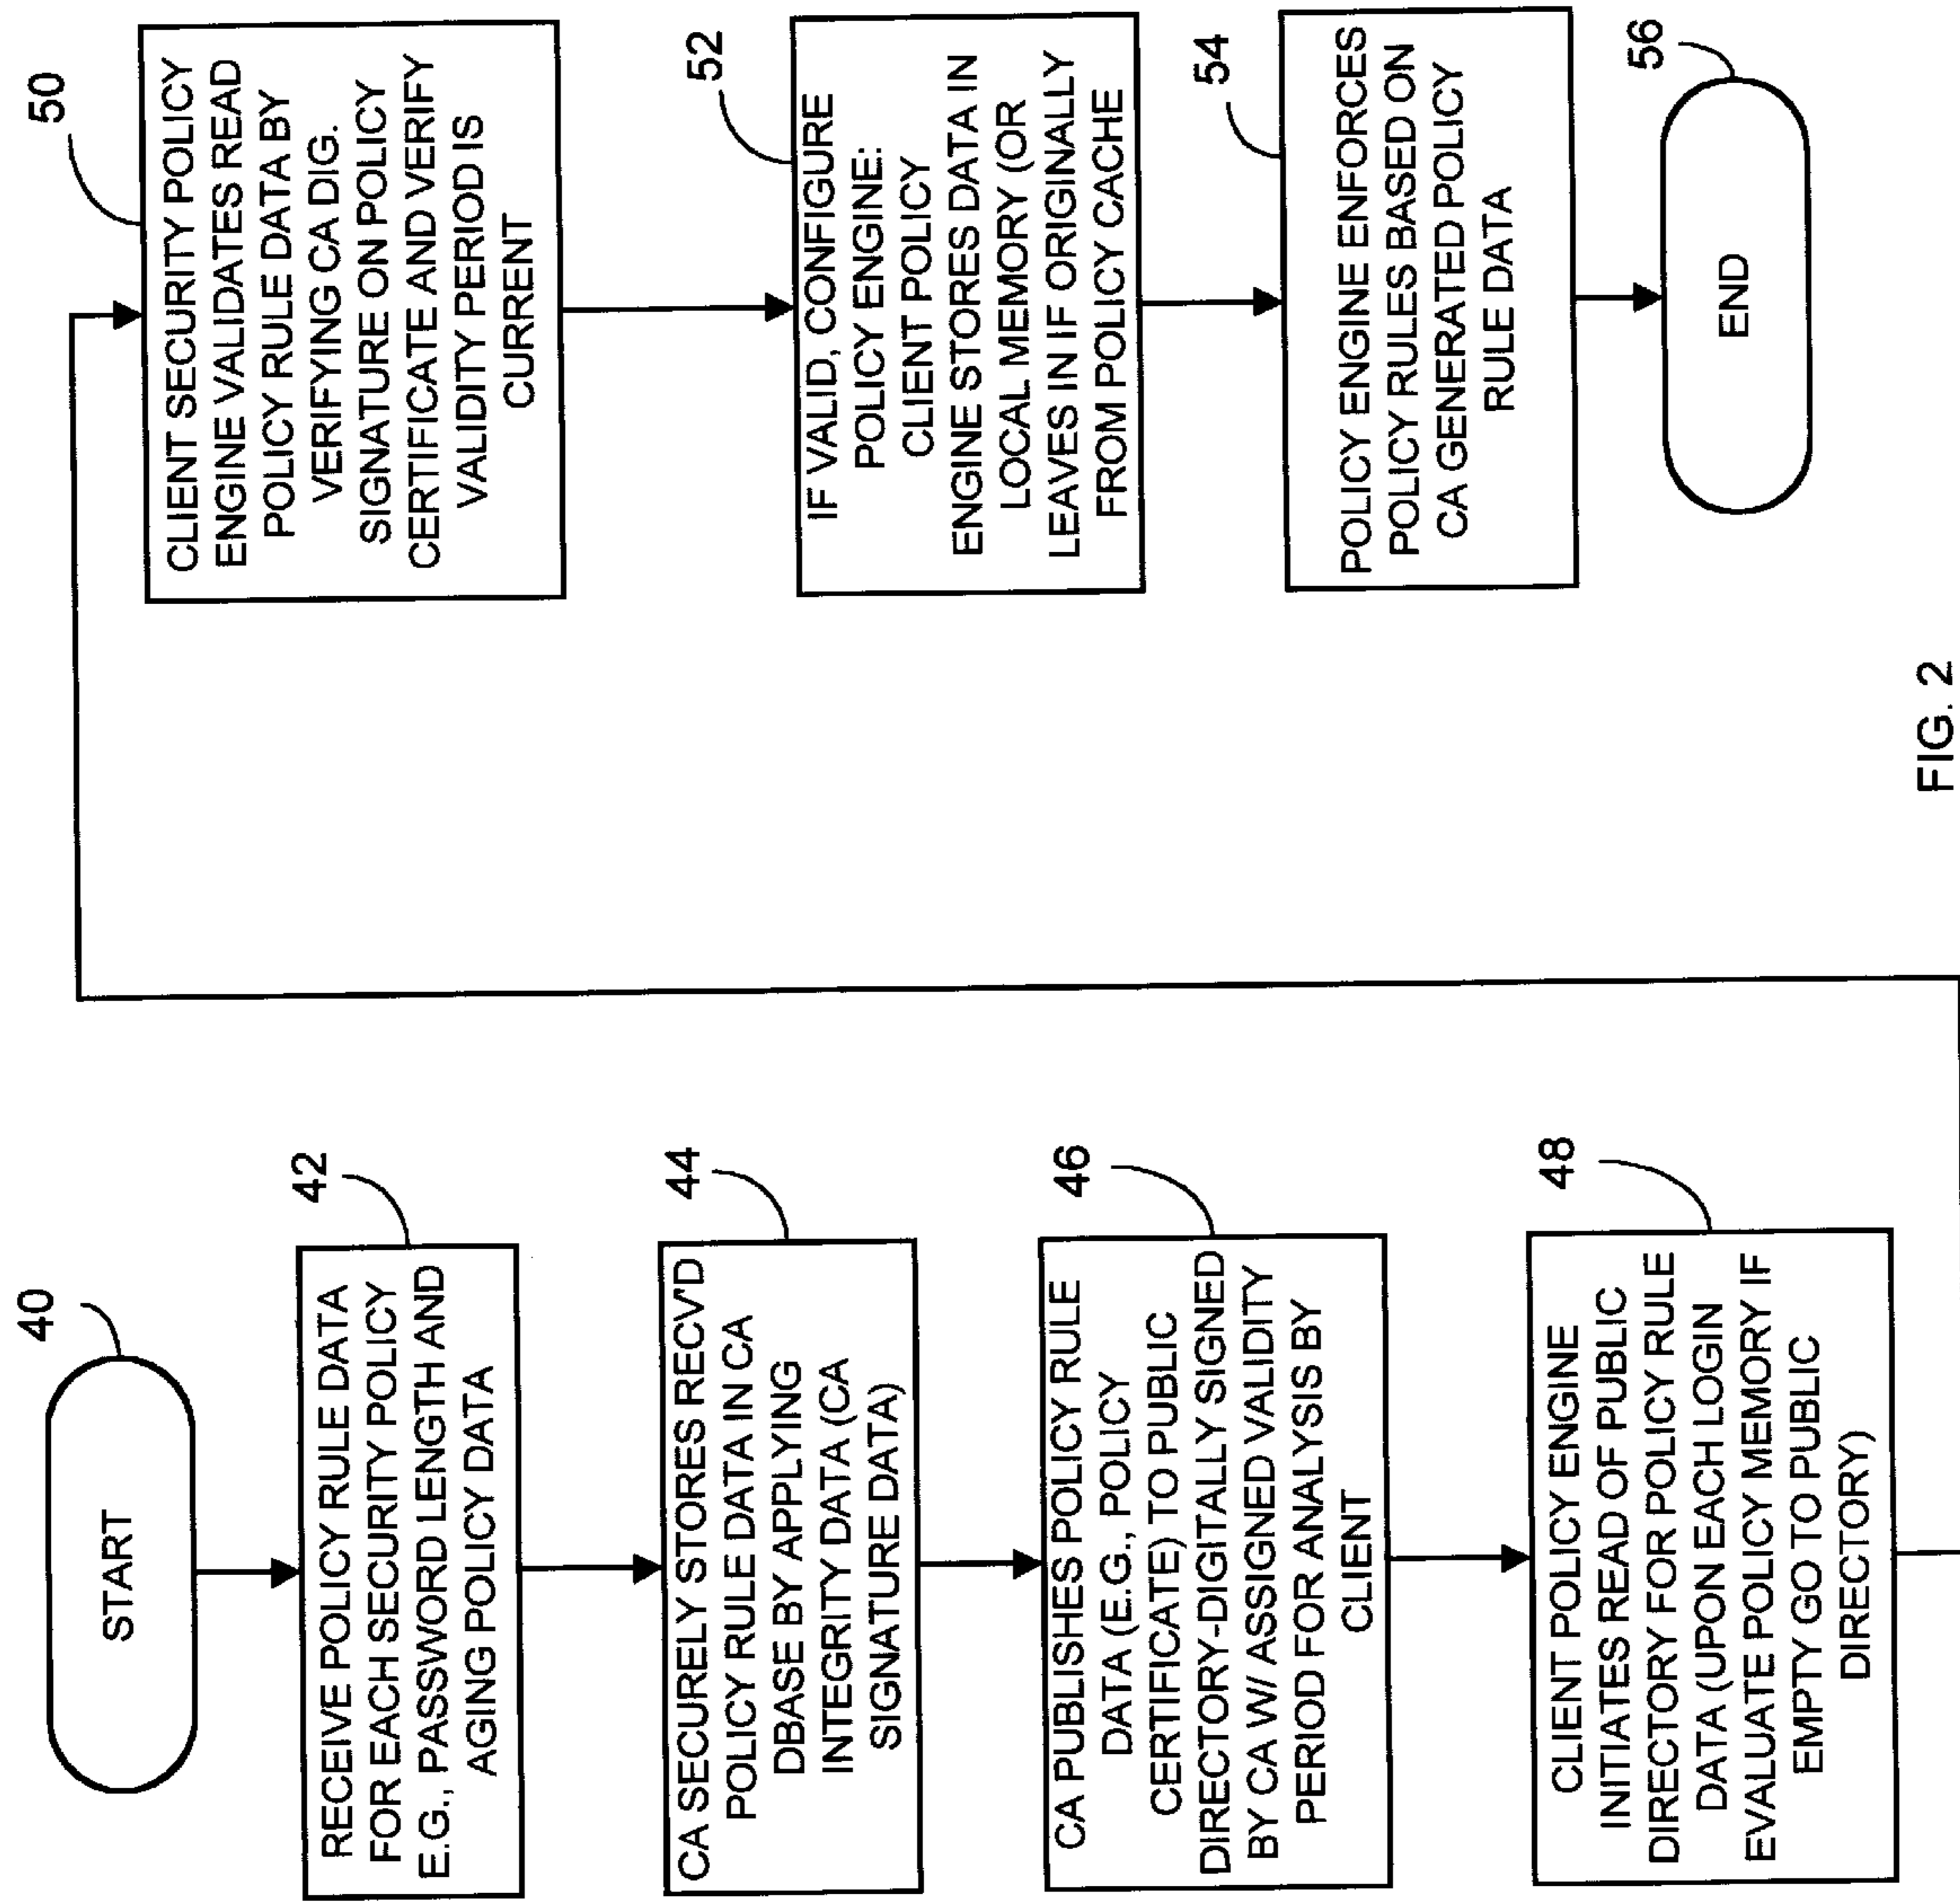 40
START
42
RECEIVE POLICY RULE DATA
FOR EACH SECURITY POLICY
E.G., PASSWORD LENGTH AND
AGING POLICY DATA
44
CA SECURELY STORES RECV'D
POLICY RULE DATA IN CA
DBASE BY APPLYING
INTEGRITY DATA (CA
SIGNATURE DATA)
46
CA PUBLISHES POLICY RULE
DATA (E.G., POLICY
CERTIFICATE) TO PUBLIC
DIRECTORY-DIGITALLY SIGNED
BY CA W/ ASSIGNED VALIDITY
PERIOD FOR ANALYSIS BY
CLIENT
48
CLIENT POLICY ENGINE
INITIATES READ OF PUBLIC
DIRECTORY FOR POLICY RULE
DATA (UPON EACH LOGIN
EVALUATE POLICY MEMORY IF
EMPTY GO TO PUBLIC
DIRECTORY)
50
CLIENT SECURITY POLICY
ENGINE VALIDATES READ
POLICY RULE DATA BY
VERIFYING CA DIG.
SIGNATURE ON POLICY
CERTIFICATE AND VERIFY
VALIDITY PERIOD IS
CURRENT
52
IF VALID, CONFIGURE
POLICY ENGINE:
CLIENT POLICY
ENGINE STORES DATA IN
LOCAL MEMORY (OR
LEAVES IN IF ORIGINALLY
FROM POLICY CACHE
54
POLICY ENGINE ENFORCES
POLICY RULES BASED ON
CA GENERATED POLICY
RULE DATA
56
END
FIG. 2